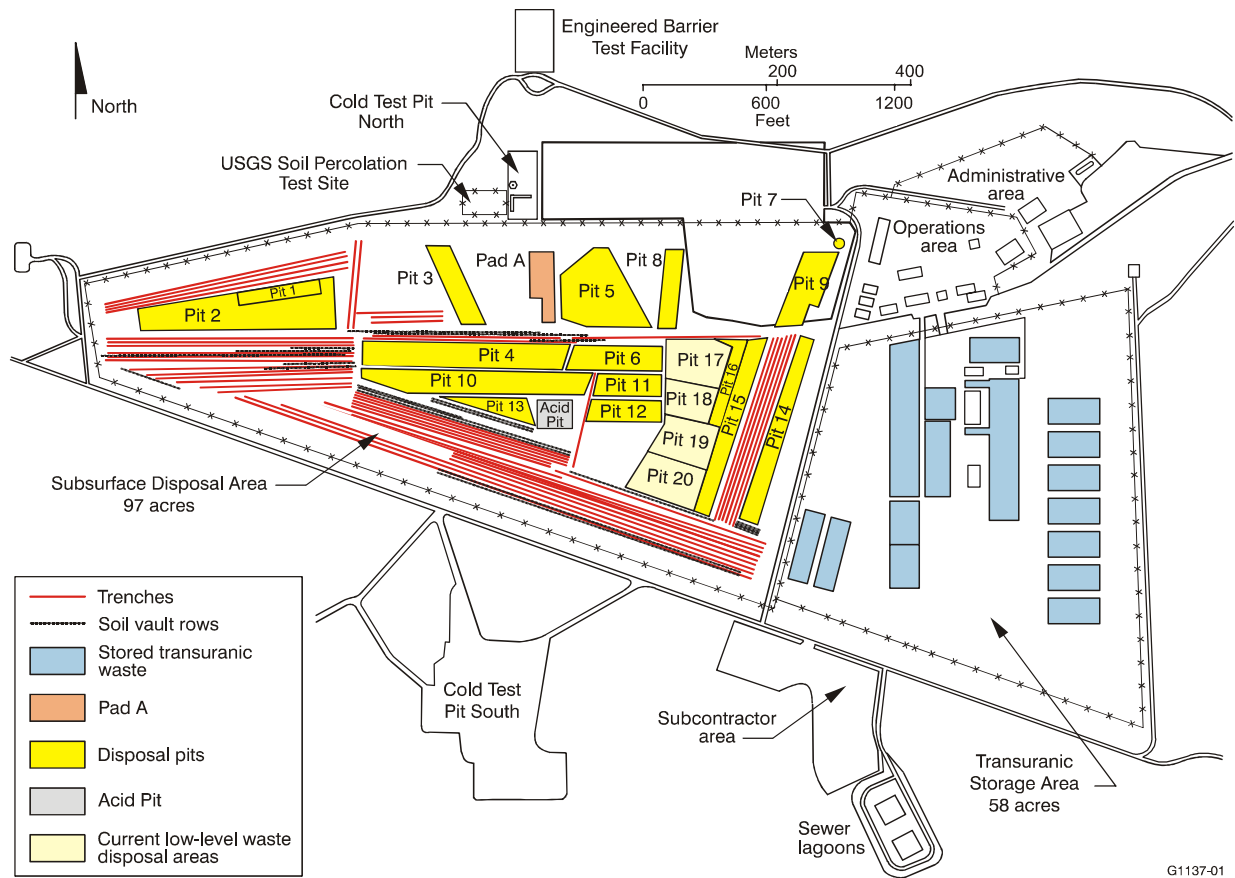 Engineered Barrier
Test Facility
North
Cold Test Pit
North
USGS Soil Percolation
Test Site
Meters
200
400
0
600
1200
Feet
Administrative
area
Operations
area
Pit 7
Pit 1
Pit 2
Pit 3
Pad A
Pit 5
Pit 8
Pit 9
Pit 4
Pit 6
Pit 17
Pit 16
Pit 10
Pit 11
Pit 18
Pit 15
Pit 14
Pit 13
Acid
Pit
Pit 12
Pit 19
Pit 20
Subsurface Disposal Area
97 acres
Trenches
Soil vault rows
Stored transuranic
waste
Pad A
Disposal pits
Acid Pit
Current low-level waste
disposal areas
Cold Test
Pit South
Subcontractor
area
Sewer
lagoons
Transuranic
Storage Area
58 acres
G1137-01